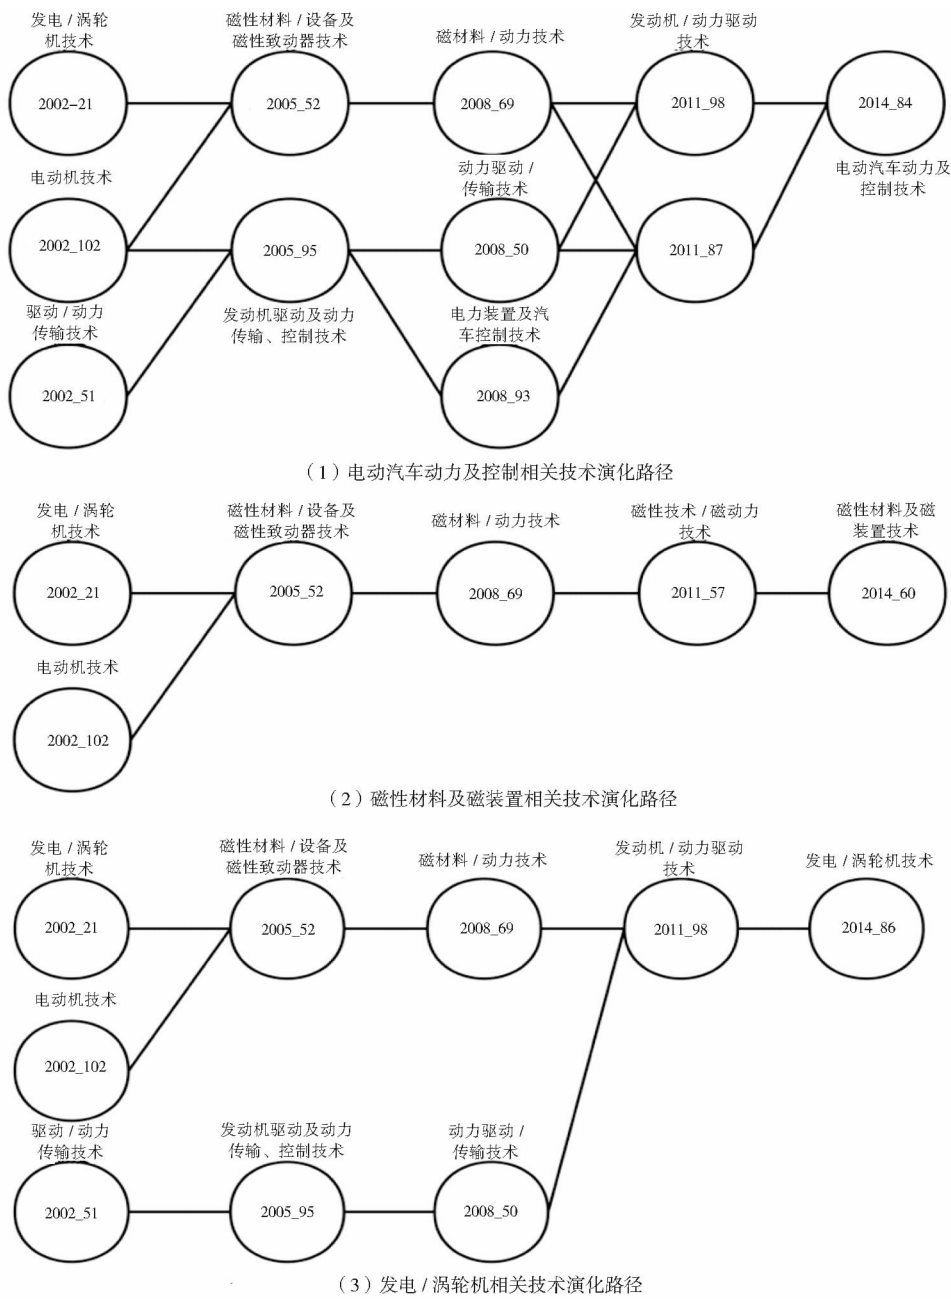 发电 / 涡轮
机技术
磁性材料 / 设备及
磁性致动器技术
磁材料 / 动力技术
发动机 / 动力驱动
技术
2002-21
2005_52
2008_69
2011_98
2014_84
电动机技术
动力驱动 /
传输技术
电动汽车动力及
控制技术
2002_102
2005_95
2008_50
2011_87
驱动 / 动力
传输技术
发动机驱动及动力
传输、控制技术
电力装置及汽
车控制技术
2002_51
2008_93
（1）电动汽车动力及控制相关技术演化路径
发电 / 涡轮
机技术
磁性材料 / 设备及
磁性致动器技术
磁材料 / 动力技术
磁性技术 / 磁动力
技术
磁性材料及磁
装置技术
2002_21
2005_52
2008_69
2011_57
2014_60
电动机技术
2002_102
（2）磁性材料及磁装置相关技术演化路径
发电 / 涡轮
机技术
磁性材料 / 设备及
磁性致动器技术
磁材料 / 动力技术
发动机 / 动力驱动
技术
发电 / 涡轮机技术
2002_21
2005_52
2008_69
2011_98
2014_86
电动机技术
2002_102
驱动 / 动力
传输技术
发动机驱动及动力
传输、控制技术
动力驱动 /
传输技术
2002_51
2005_95
2008_50
（3）发电 / 涡轮机相关技术演化路径